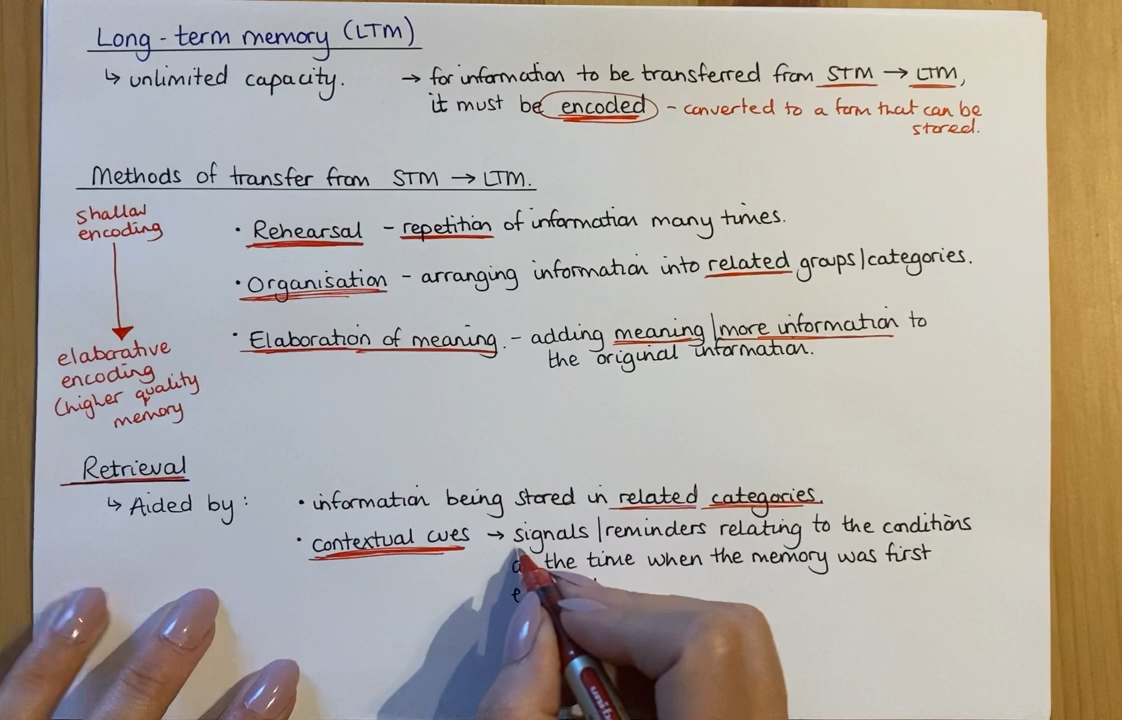 Long-term memory (LTM)
↳ unlimited capacity.
→ for information to be transferred from STM → LTM,
it must be encoded - converted to a form that can be
stored.
Methods of transfer from STM → LTM.
shallow
encoding
· Rehearsal - repetition of information many times.
· Organisation - arranging information into related groups/categories.
· Elaboration of meaning. - adding meaning/more information to
the original information.
elaborative
encoding
(higher quality
memory
Retrieval
↳ Aided by:
· information being stored in related categories.
· contextual cues → signals/reminders relating to the conditions
the time when the memory was first